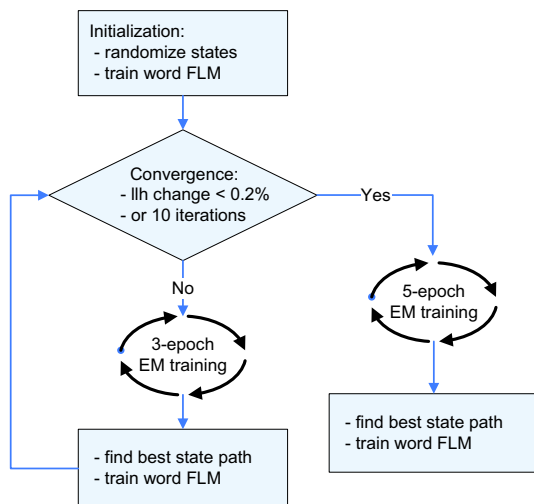 Initialization:
- randomize states
- train word FLM
Convergence:
- llh change < 0.2%
- or 10 iterations
Yes
No
5-epoch
EM training
3-epoch
EM training
- find best state path
- train word FLM
- find best state path
- train word FLM